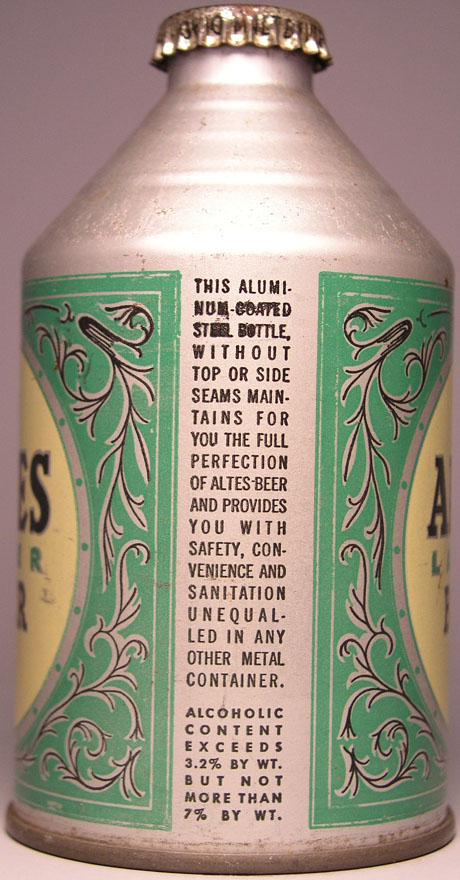 THIS ALUMI-
NUM-COATED
STEEL BOTTLE,
WITHOUT
TOP OR SIDE
SEAMS MAIN-
TAINS FOR
YOU THE FULL
PERFECTION
OF ALTES BEER
AND PROVIDES
YOU WITH
SAFETY, CON-
VENIENCE AND
SANITATION
UNEQUAL-
LED IN ANY
OTHER METAL
CONTAINER.
ALCOHOLIC
CONTENT
EXCEEDS
3.2% BY WT.
BUT NOT
MORE THAN
7% BY WT.
ES
R
R
A
L